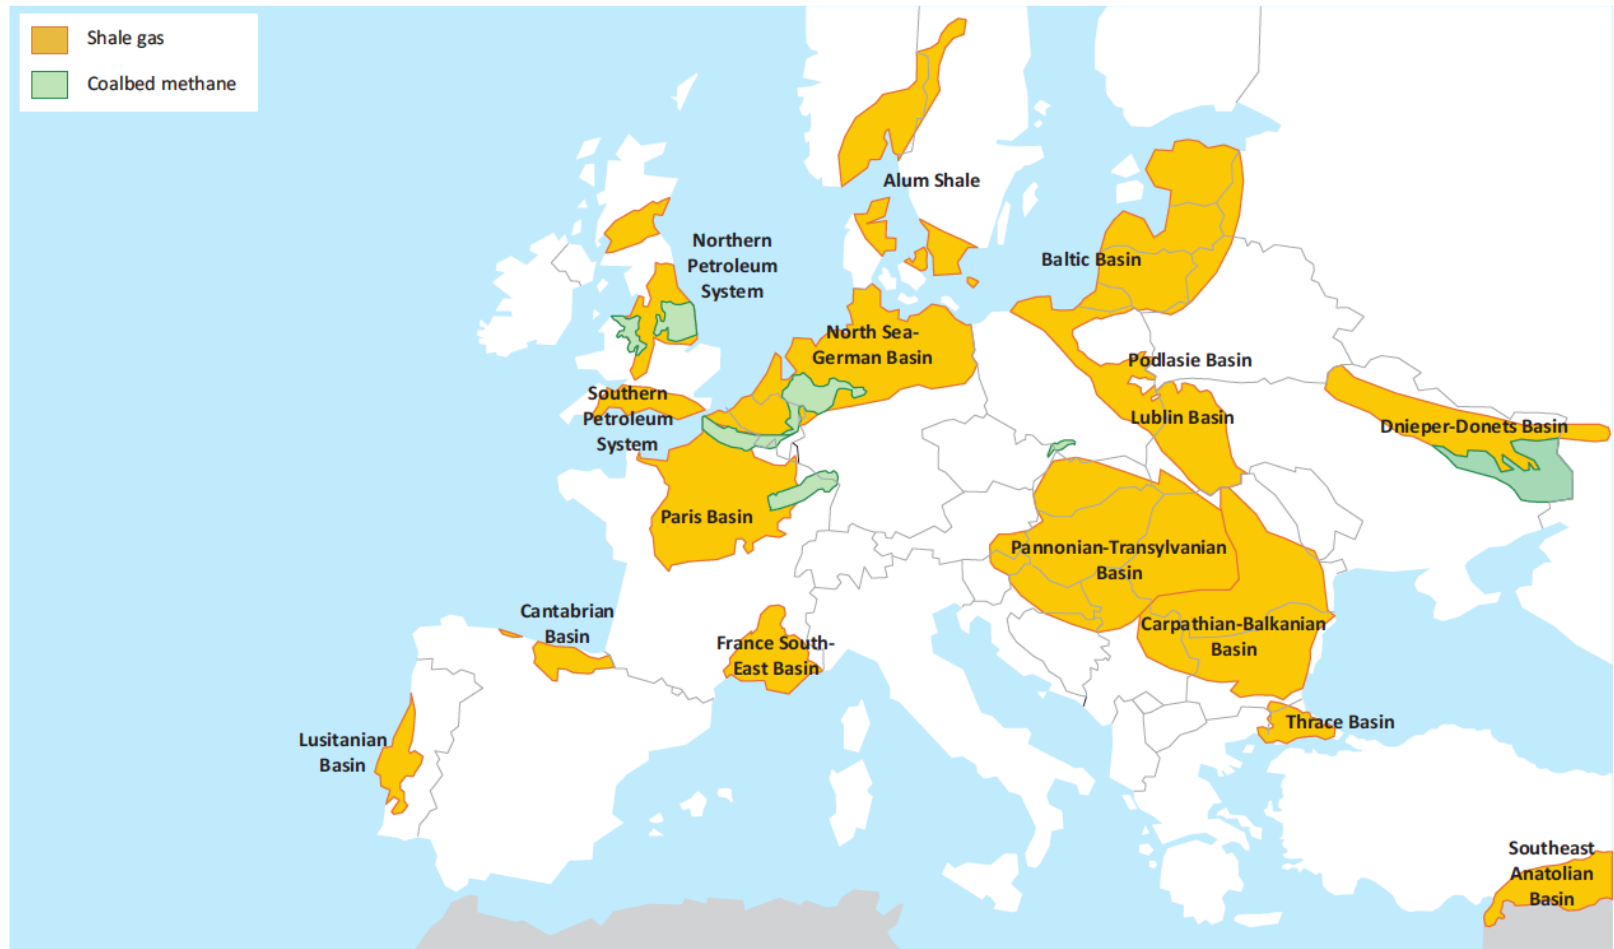 Shale gas
Coalbed methane
Alum Shale
Northern
Petroleum
System
Baltic Basin
North Sea-
German Basin
Podlasie Basin
Southern
Petroleum
System
Lublin Basin
Dnieper-Donets Basin
Paris Basin
Pannonian-Transylvanian
Basin
Cantabrian
Basin
Carpathian-Balkanian
Basin
France South-
East Basin
Thrace Basin
Lusitanian
Basin
Southeast
Anatolian
Basin